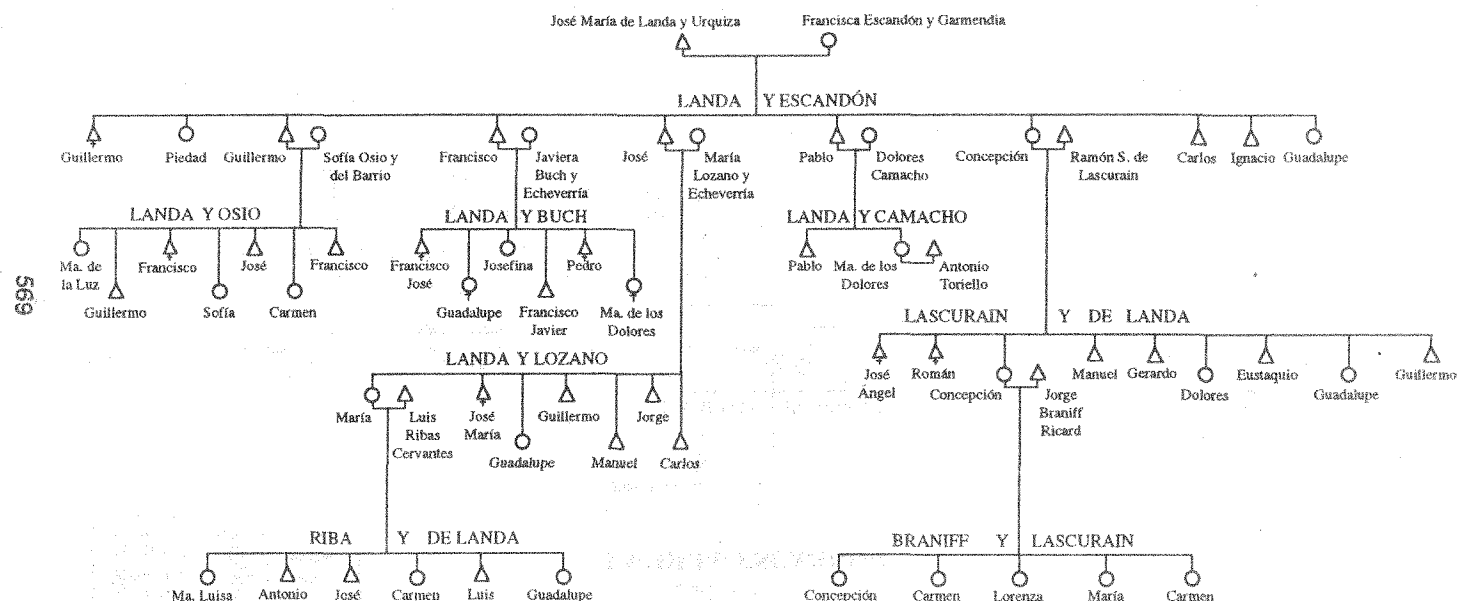 José María de Landa y Urquiza
Francisca Escandón y Garmendia
LANDA Y ESCANDÓN
Guillermo
Piedad
Guillermo
Sofía Osio y
del Barrio
Francisco
Javiera
Buch y
Echeverría
José
María
Lozano y
Echeverría
Pablo
Dolores
Camacho
Concepción
Ramón S. de
Lascurain
Carlos
Ignacio
Guadalupe
LANDA Y OSIO
Ma. de
la Luz
Guillermo
Francisco
Sofía
José
Carmen
Francisco
LANDA Y BUCH
Francisco
José
Guadalupe
Josefina
Francisco
Javier
Pedro
Ma. de los
Dolores
LANDA Y CAMACHO
Pablo
Ma. de los
Dolores
Antonio
Toriello
569
LASCURAIN Y DE LANDA
José
Ángel
Román
Concepción
Jorge
Braniff
Ricard
Manuel
Gerardo
Dolores
Eustaquio
Guadalupe
Guillermo
LANDA Y LOZANO
María
Luis
Ribas
Cervantes
José
María
Guadalupe
Guillermo
Manuel
Jorge
Carlos
RIBA Y DE LANDA
Ma. Luisa
Antonio
José
Carmen
Luis
Guadalupe
BRANIFF Y LASCURAIN
Concepción
Carmen
Lorenza
María
Carmen